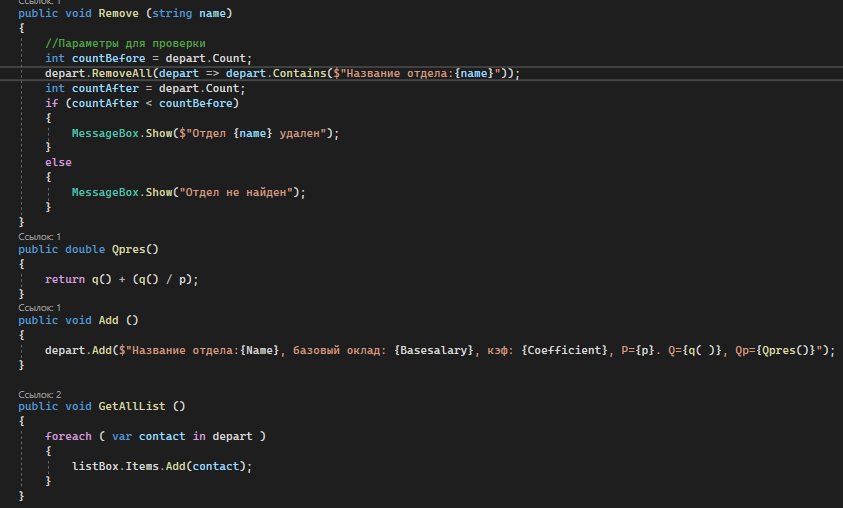 Ссылок: 1
public void Remove (string name)
{
//Параметры для проверки
int countBefore = depart.Count;
depart.RemoveAll(depart => depart.Contains($"Название отдела:{name}"));
int countAfter = depart.Count;
if (countAfter < countBefore)
{
MessageBox.Show($"Отдел {name} удален");
}
else
{
MessageBox.Show("Отдел не найден");
}
}
Ссылок: 1
public double Qpres()
{
return q() + (q() / p);
}
Ссылок: 1
public void Add ()
{
depart.Add($"Название отдела:{Name}, базовый оклад: {Basesalary}, кэф: {Coefficient}, P={p}. Q={q( )}, Qp={Qpres()}");
}
Ссылок: 2
public void GetAllList ()
{
foreach ( var contact in depart )
{
listBox.Items.Add(contact);
}
}